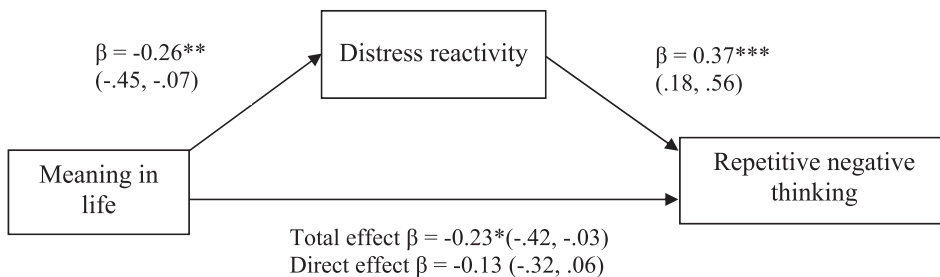 Distress reactivity
β = -0.26**
(-.45, -.07)
β = 0.37***
(.18, .56)
Meaning in
life
Repetitive negative
thinking
Total effect β = -0.23*(-.42, -.03)
Direct effect β = -0.13 (-.32, .06)